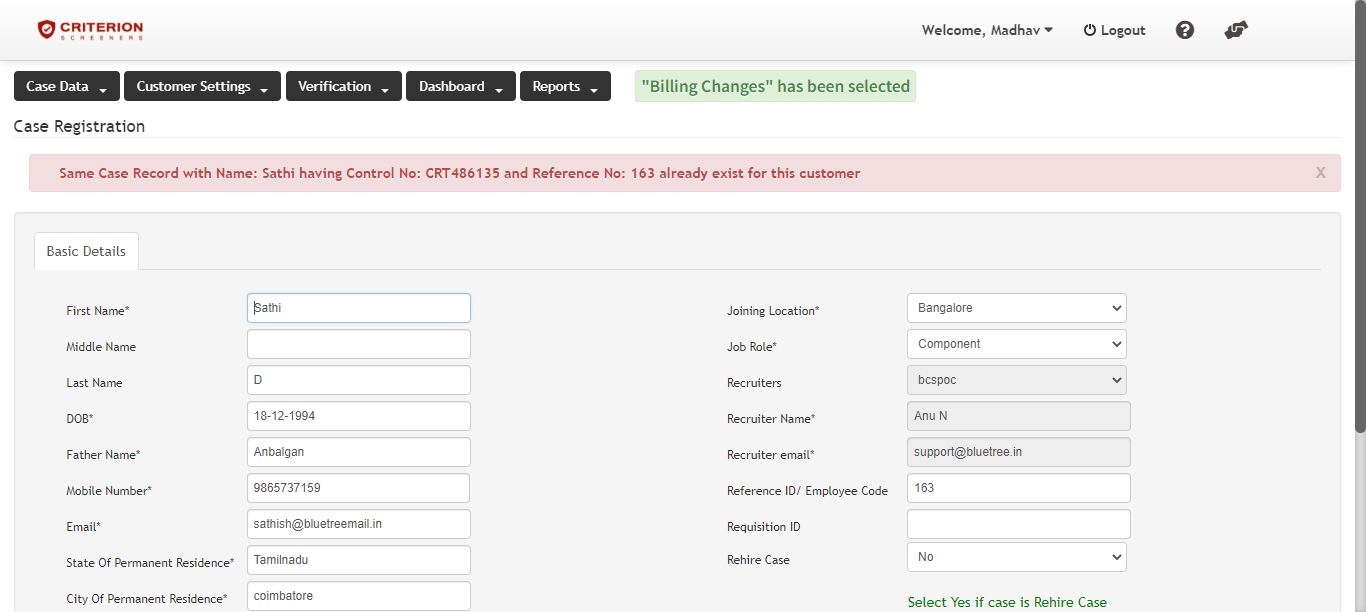 CRITERION
SCREENERS
Welcome, Madhav
Logout
Case Data
Customer Settings
Verification
Dashboard
Reports
"Billing Changes" has been selected
Case Registration
Same Case Record with Name: Sathi having Control No: CRT486135 and Reference No: 163 already exist for this customer
X
Basic Details
First Name*
Sathi
Middle Name
Last Name
D
DOB*
18-12-1994
Father Name*
Anbalgan
Mobile Number*
9865737159
Email*
sathish@bluetreemail.in
State Of Permanent Residence*
Tamilnadu
City Of Permanent Residence*
coimbatore
Joining Location*
Bangalore
Job Role*
Component
Recruiters
bcspoc
Recruiter Name*
Anu N
Recruiter email*
support@bluetree.in
Reference ID/ Employee Code
163
Requisition ID
Rehire Case
No
Select Yes if case is Rehire Case